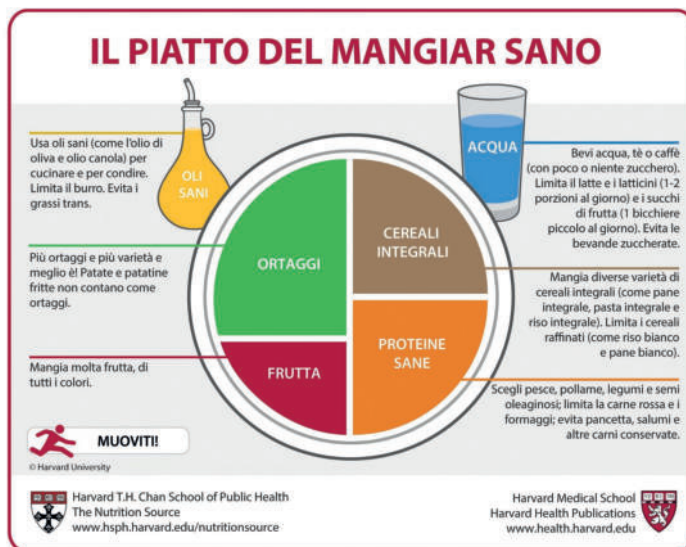 IL PIATTO DEL MANGIAR SANO
Usa oli sani (come l'olio di
oliva e olio canola) per
cucinare e per condire.
Limita il burro. Evita i
grassi trans.
OLI
SANI
ACQUA
Bevi acqua, tè o caffè
(con poco o niente zucchero).
Limita il latte e i latticini (1-2
porzioni al giorno) e i succhi
di frutta (1 bicchiere
piccolo al giorno). Evita le
bevande zuccherate.
Più ortaggi e più varietà e
meglio è! Patate e patatine
fritte non contano come
ortaggi.
ORTAGGI
CEREALI
INTEGRALI
Mangia diverse varietà di
cereali integrali (come pane
integrale, pasta integrale e
riso integrale). Limita i cereali
raffinati (come riso bianco
e pane bianco).
Mangia molta frutta, di
tutti i colori.
FRUTTA
PROTEINE
SANE
Scegli pesce, pollame, legumi e semi
oleaginosi; limita la carne rossa e i
formaggi; evita pancetta, salumi e
altre carni conservate.
MUOVITI!
© Harvard University
Harvard T.H. Chan School of Public Health
The Nutrition Source
www.hsph.harvard.edu/nutritionsource
Harvard Medical School
Harvard Health Publications
www.health.harvard.edu